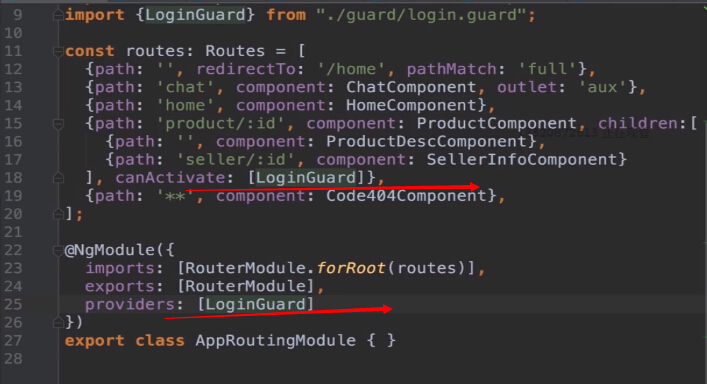 9 import {LoginGuard} from "./guard/login.guard";
10
11 const routes: Routes = [
12 {path: '', redirectTo: '/home', pathMatch: 'full'},
13 {path: 'chat', component: ChatComponent, outlet: 'aux'},
14 {path: 'home', component: HomeComponent},
15 {path: 'product/:id', component: ProductComponent, children:[
16 {path: '', component: ProductDescComponent},
17 {path: 'seller/:id', component: SellerInfoComponent}
18 ], canActivate: [LoginGuard]},
19 {path: '**', component: Code404Component},
20 ];
21
22 @NgModule({
23 imports: [RouterModule.forRoot(routes)],
24 exports: [RouterModule],
25 providers: [LoginGuard]
26 })
27 export class AppRoutingModule { }
28